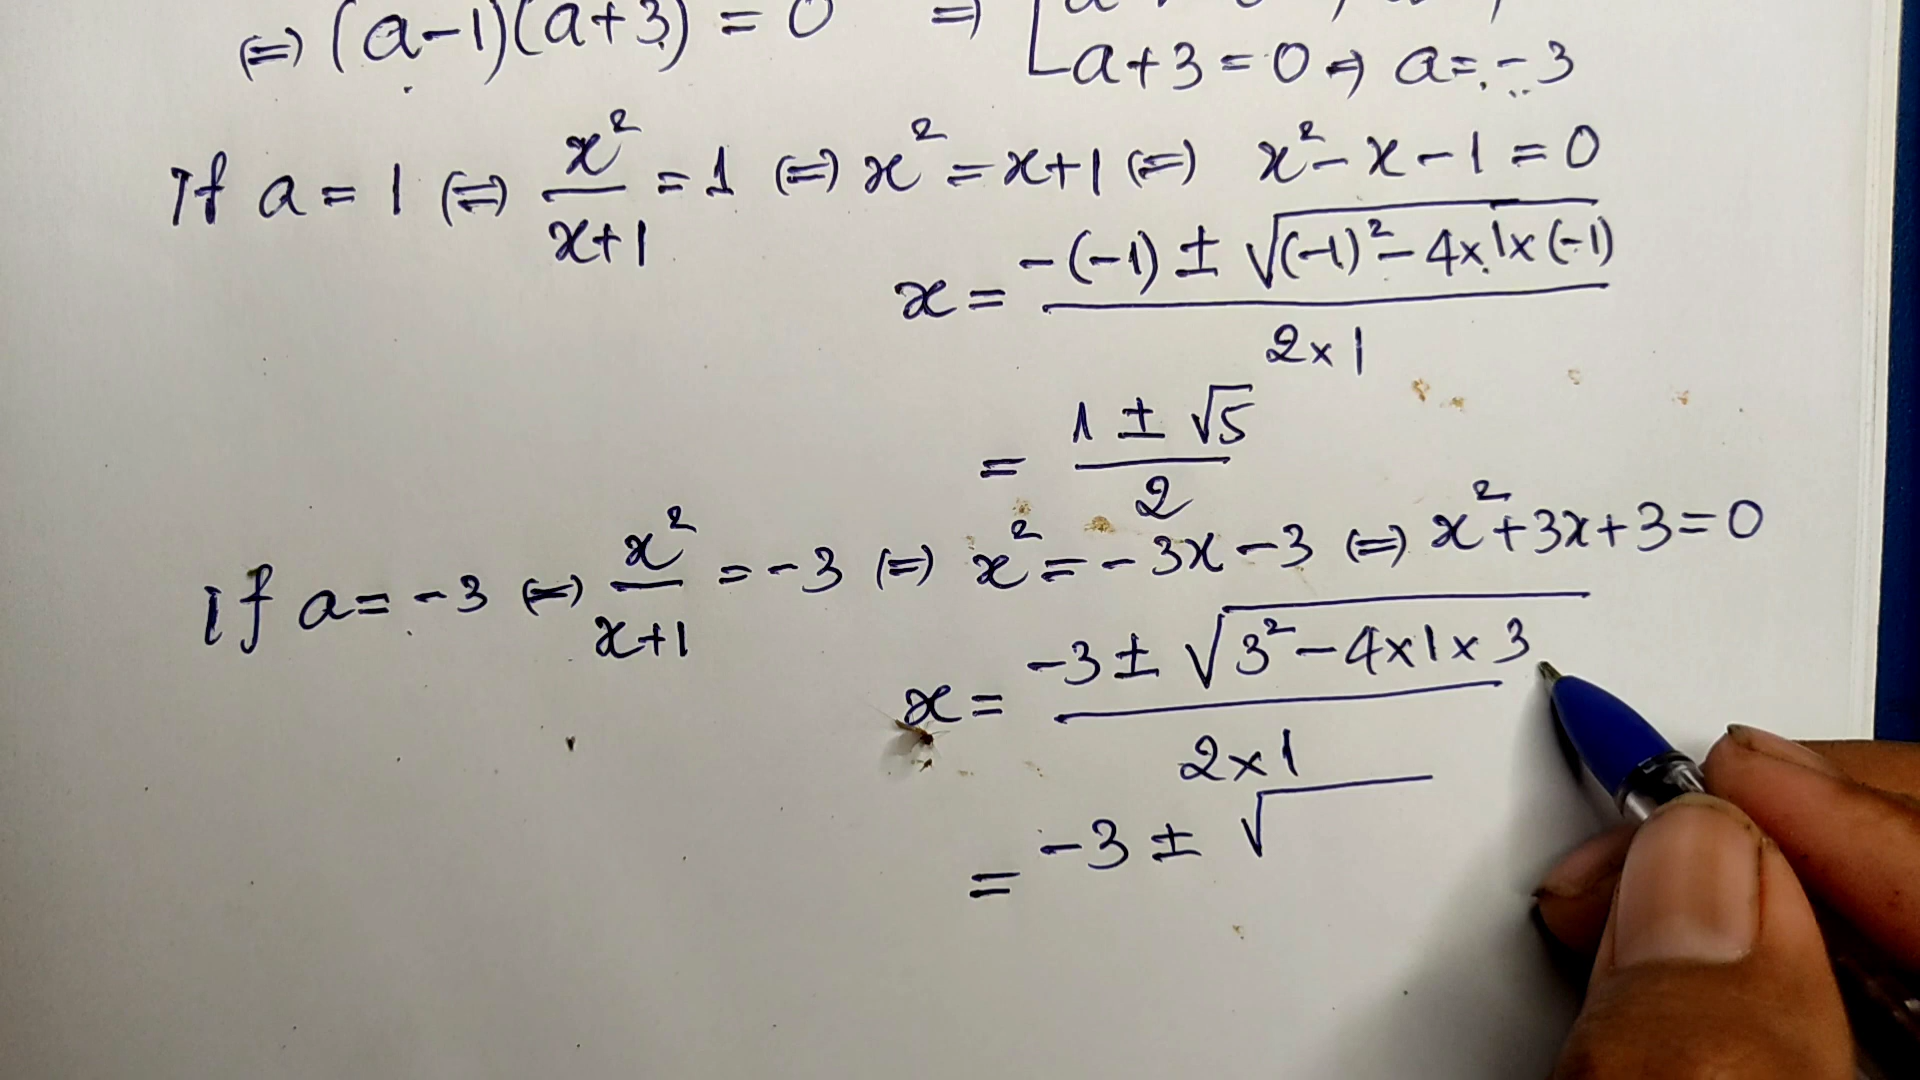 ⇔ (a-1)(a+3) = 0 ⇒
a+3=0 ⇒ a=-3
If a = 1 ⇔ x²/(x+1) = 1 ⇔ x² = x+1 ⇔ x² - x - 1 = 0
x = (-(-1) ± √((-1)² - 4×1×(-1)))/(2×1)
= (1 ± √5)/2
If a = -3 ⇔ x²/(x+1) = -3 ⇔ x² = -3x - 3 ⇔ x² + 3x + 3 = 0
x = (-3 ± √(3² - 4×1×3))/(2×1)
= -3 ± √